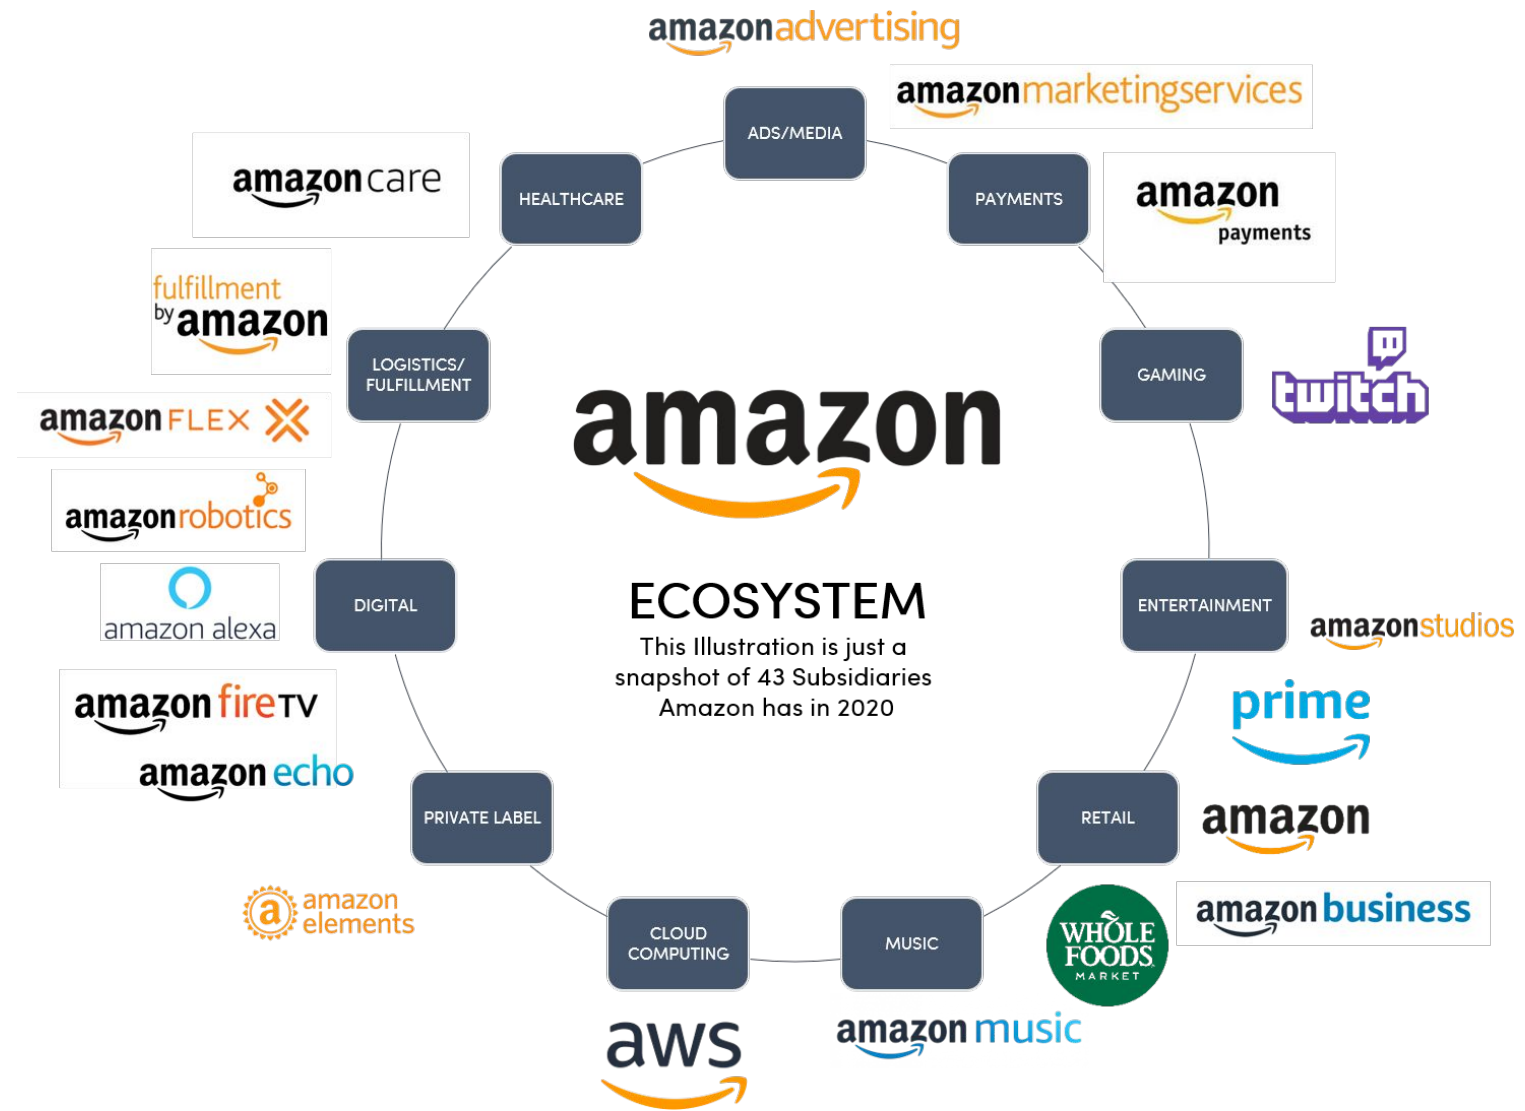 amazonadvertising
amazonmarketingservices
ADS/MEDIA
amazoncare
HEALTHCARE
PAYMENTS
amazon
payments
fulfillment
by amazon
LOGISTICS/
FULFILLMENT
GAMING
twitch
amazon FLEX
amazon
amazonrobotics
amazon alexa
DIGITAL
ECOSYSTEM
This Illustration is just a
snapshot of 43 Subsidiaries
Amazon has in 2020
ENTERTAINMENT
amazonstudios
prime
amazon fireTV
amazon echo
PRIVATE LABEL
RETAIL
amazon
a amazon
elements
CLOUD
COMPUTING
MUSIC
WHOLE
FOODS
MARKET
amazon business
aws
amazon music